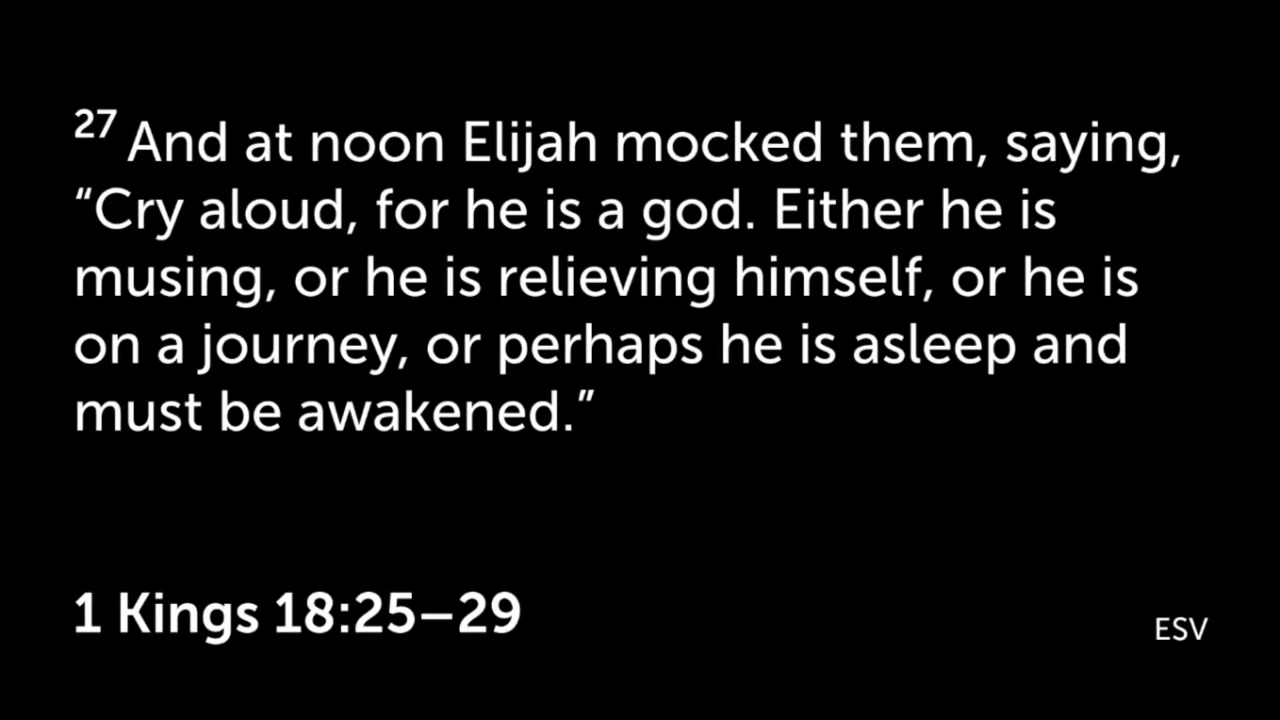 27 And at noon Elijah mocked them, saying,
“Cry aloud, for he is a god. Either he is
musing, or he is relieving himself, or he is
on a journey, or perhaps he is asleep and
must be awakened.”
1 Kings 18:25–29
ESV